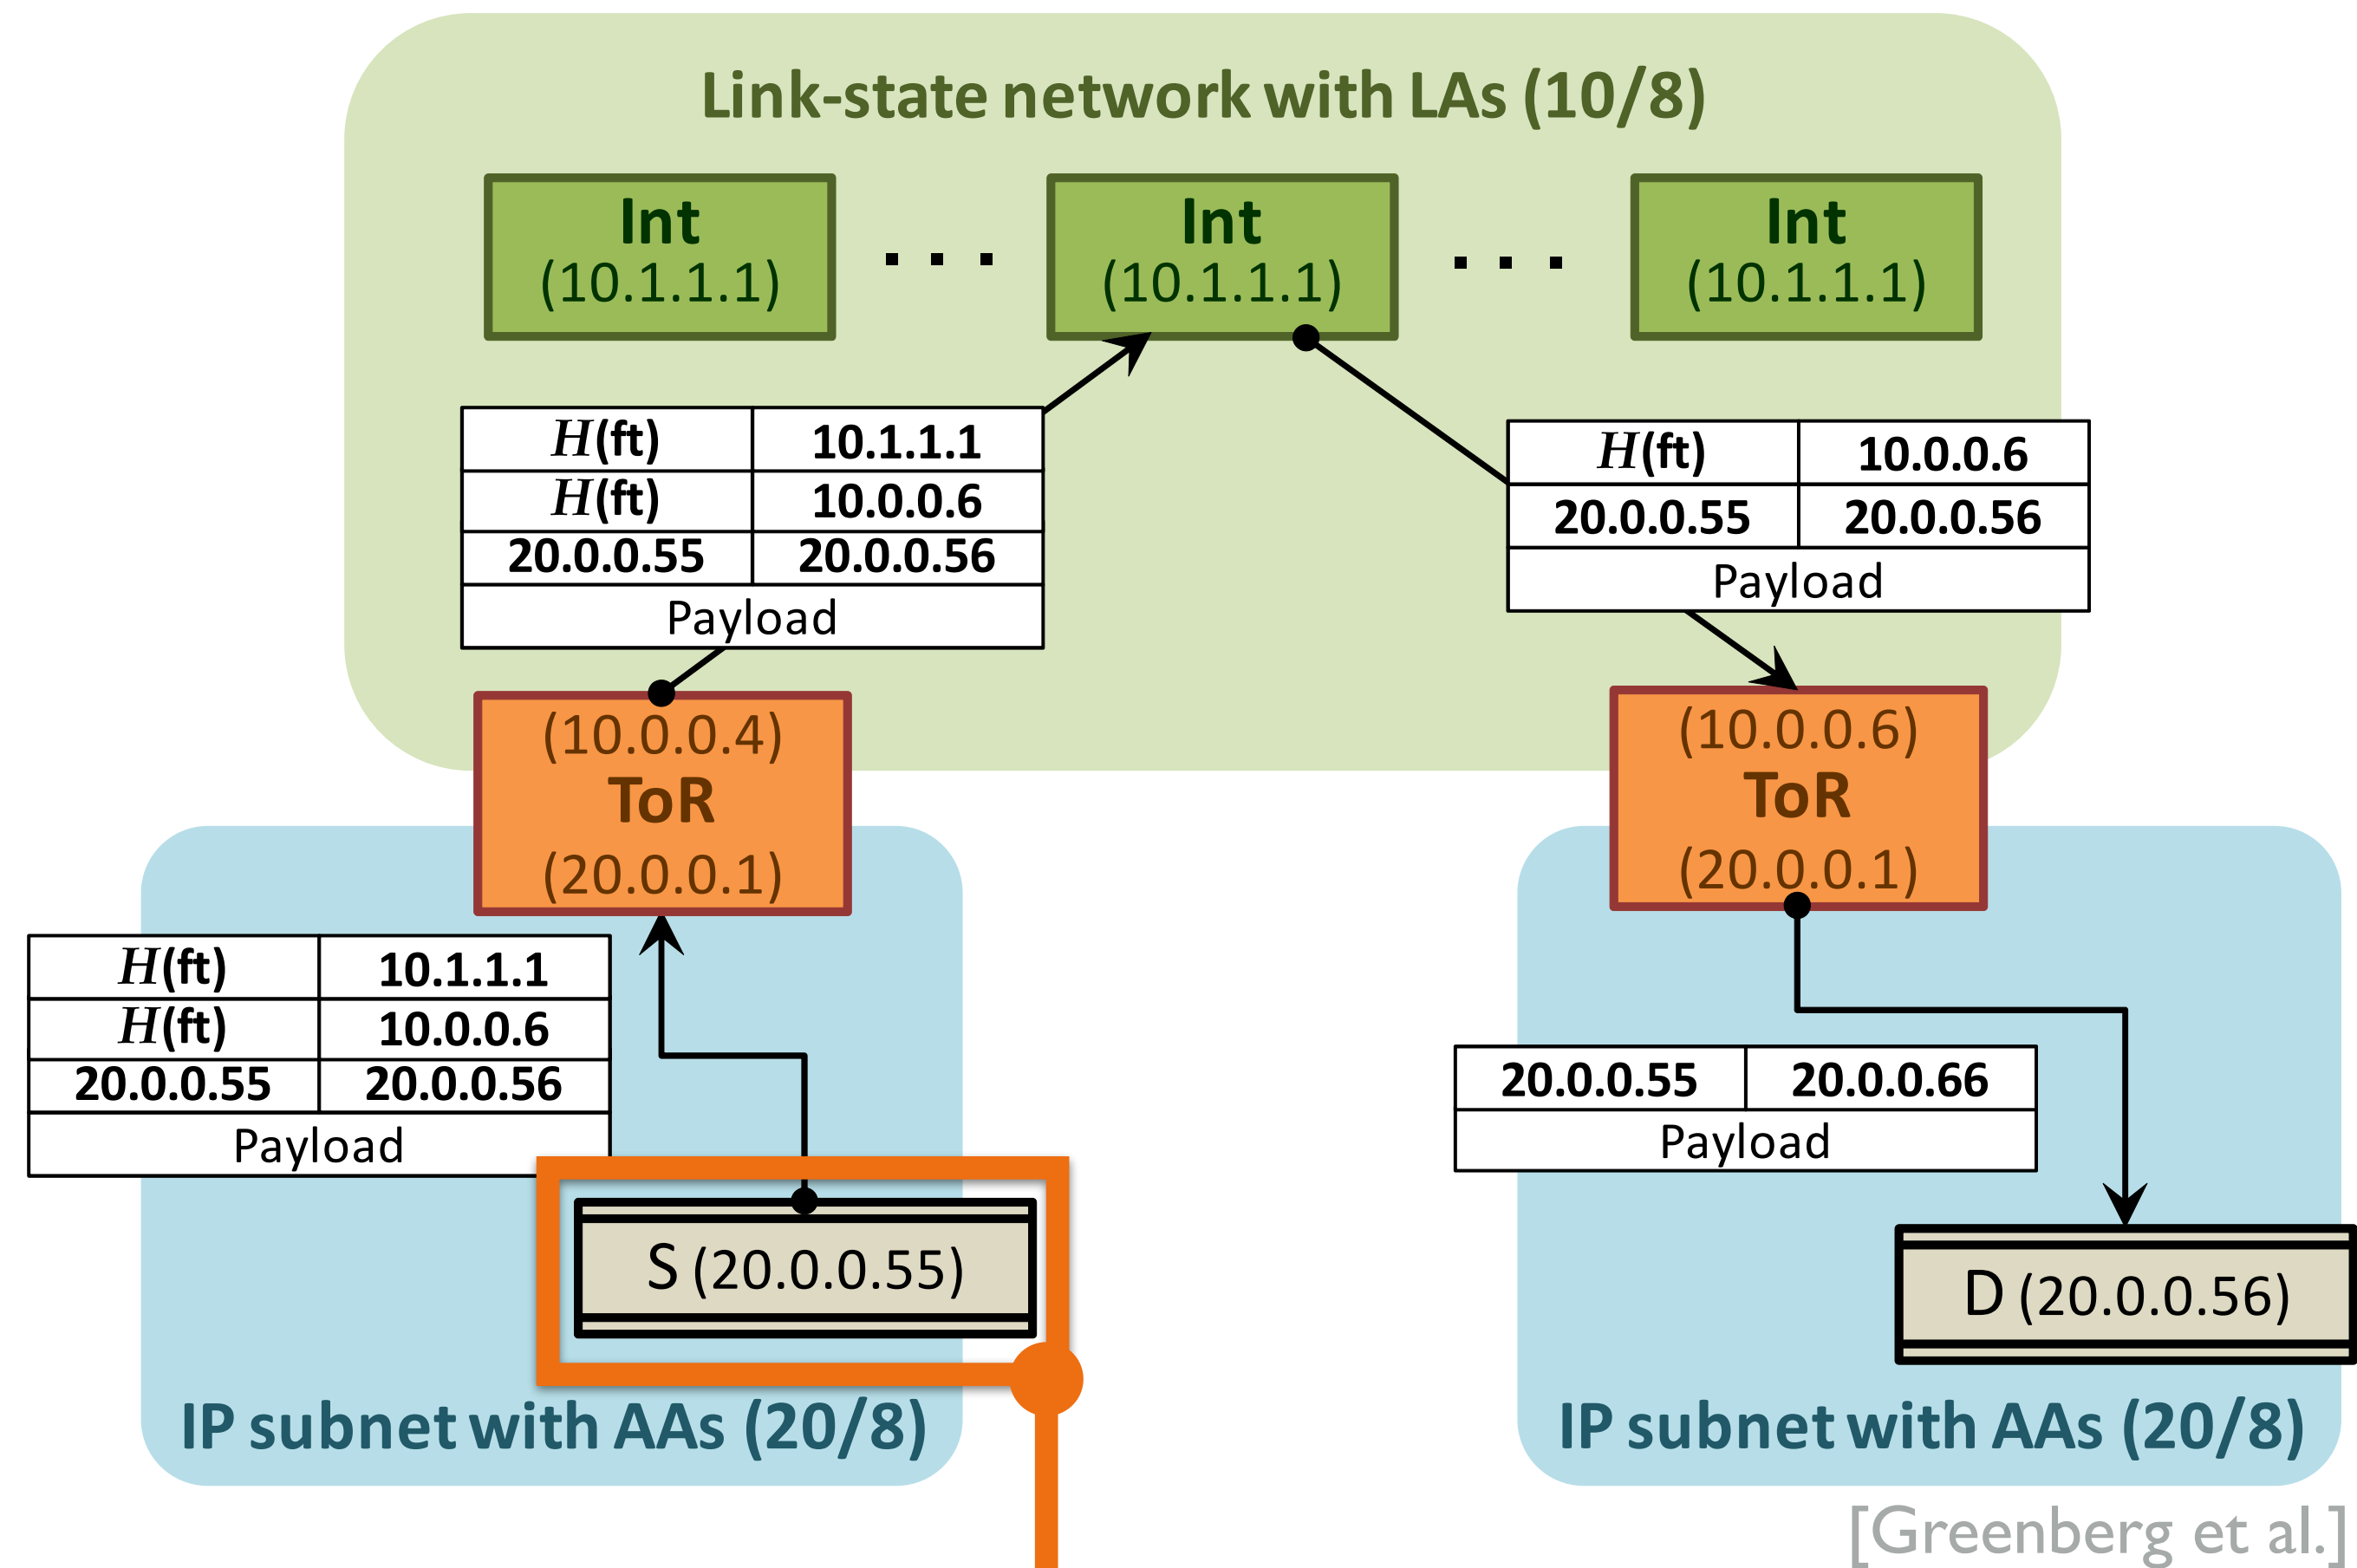 Link-state network with LAs (10/8)
Int
(10.1.1.1)
. . .
Int
(10.1.1.1)
. . .
Int
(10.1.1.1)
H(ft) 10.1.1.1
H(ft) 10.0.0.6
20.0.0.55 20.0.0.56
Payload
H(ft) 10.0.0.6
20.0.0.55 20.0.0.56
Payload
(10.0.0.4)
ToR
(20.0.0.1)
(10.0.0.6)
ToR
(20.0.0.1)
H(ft) 10.1.1.1
H(ft) 10.0.0.6
20.0.0.55 20.0.0.56
Payload
20.0.0.55 20.0.0.66
Payload
S (20.0.0.55)
D (20.0.0.56)
IP subnet with AAs (20/8)
IP subnet with AAs (20/8)
[Greenberg et al.]